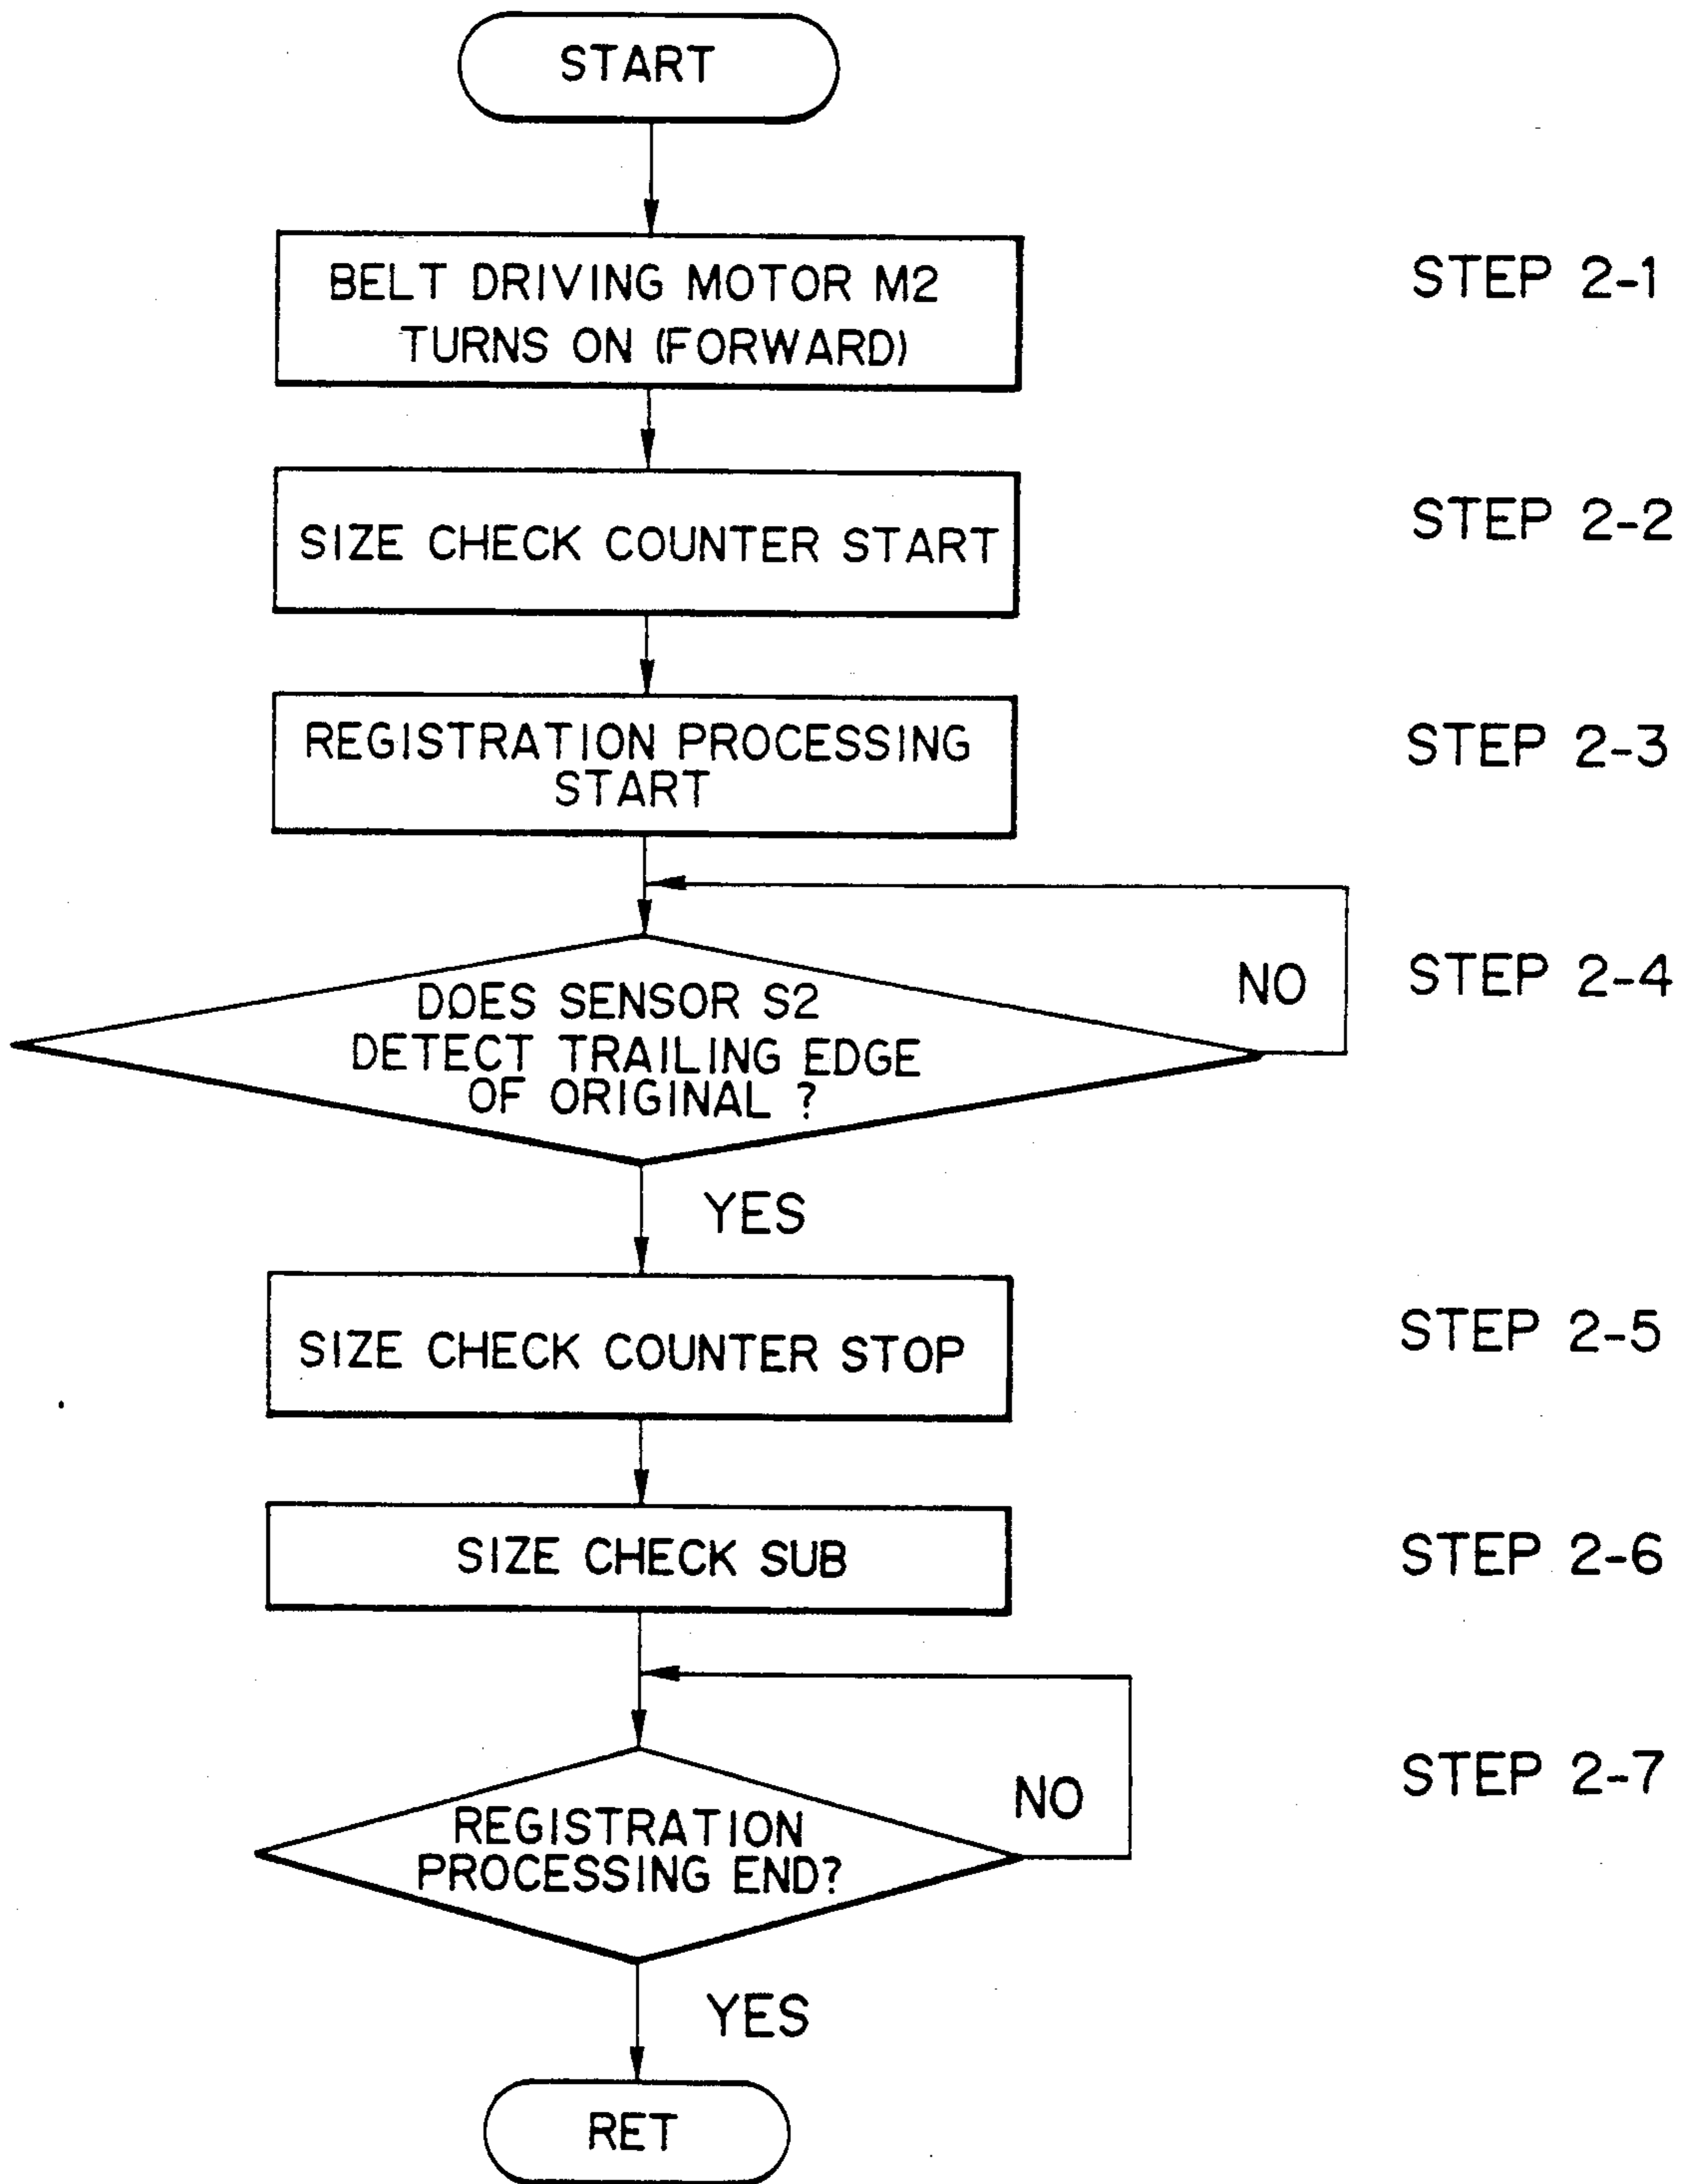 START
BELT DRIVING MOTOR M2
TURNS ON (FORWARD)
STEP 2-1
SIZE CHECK COUNTER START
STEP 2-2
REGISTRATION PROCESSING
START
STEP 2-3
DOES SENSOR S2
DETECT TRAILING EDGE
OF ORIGINAL ?
NO
STEP 2-4
YES
SIZE CHECK COUNTER STOP
STEP 2-5
SIZE CHECK SUB
STEP 2-6
REGISTRATION
PROCESSING END?
NO
STEP 2-7
YES
RET